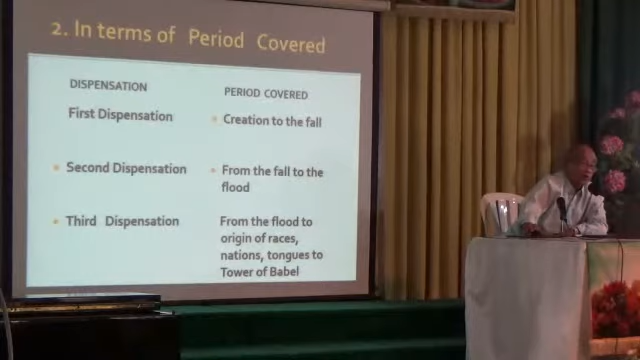 2. In terms of Period Covered
DISPENSATION PERIOD COVERED
First Dispensation Creation to the fall
Second Dispensation From the fall to the
flood
Third Dispensation From the flood to
origin of races,
nations, tongues to
Tower of Babel